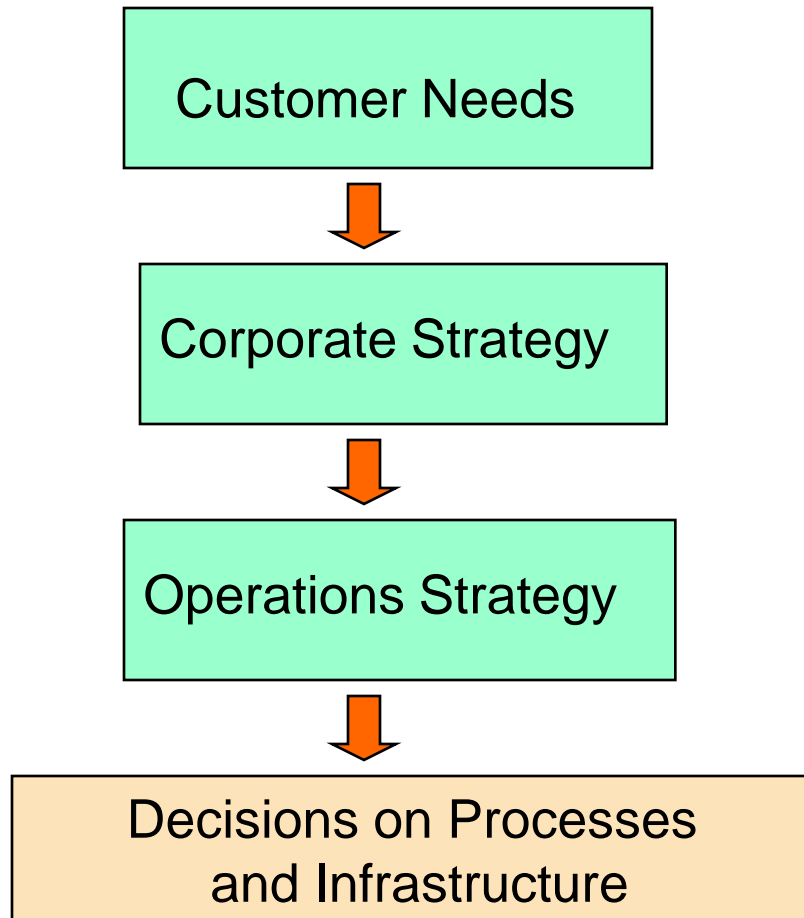 Customer Needs
Corporate Strategy
Operations Strategy
Decisions on Processes
and Infrastructure